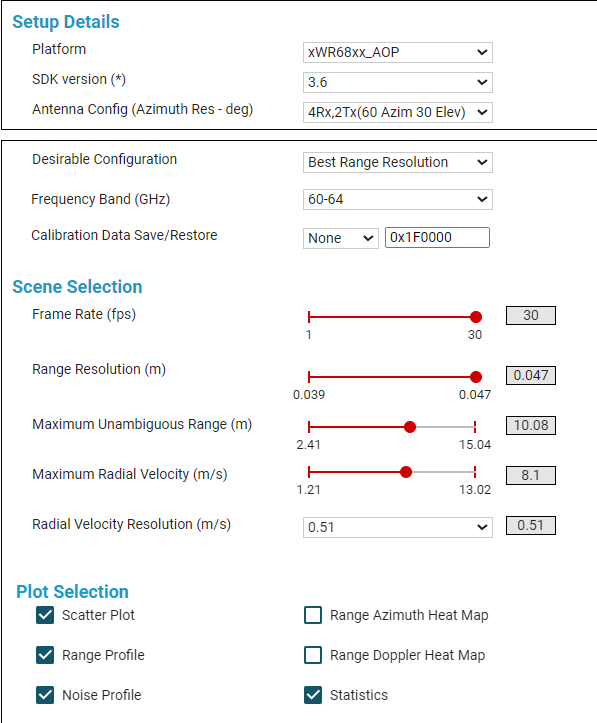 Setup Details
Platform xWR68xx_AOP
SDK version (*) 3.6
Antenna Config (Azimuth Res - deg) 4Rx,2Tx(60 Azim 30 Elev)
Desirable Configuration Best Range Resolution
Frequency Band (GHz) 60-64
Calibration Data Save/Restore None 0x1F0000
Scene Selection
Frame Rate (fps) 30
1 30
Range Resolution (m) 0.047
0.039 0.047
Maximum Unambiguous Range (m) 10.08
2.41 15.04
Maximum Radial Velocity (m/s) 8.1
1.21 13.02
Radial Velocity Resolution (m/s) 0.51 0.51
Plot Selection
Scatter Plot Range Azimuth Heat Map
Range Profile Range Doppler Heat Map
Noise Profile Statistics